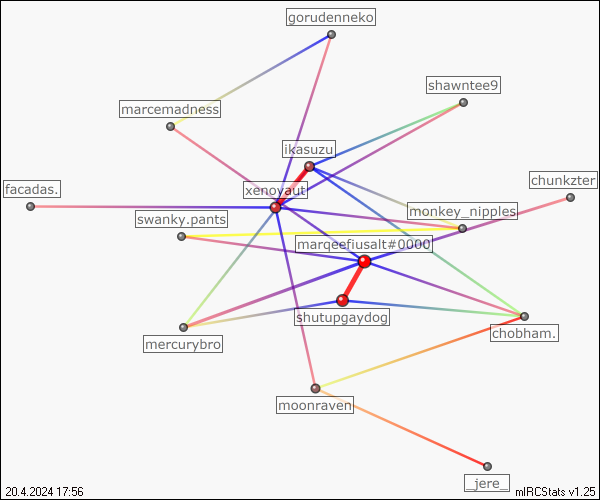 gorudenneko
shawntee9
marcemadness
ikasuzu
chunkzter
facadas.
xenoyaut
monkey_nipples
swanky.pants
marqeefiusalt#0000
shutupgaydog
mercurybro
chobham.
moonraven
_jere_
20.4.2024 17:56
mIRCStats v1.25